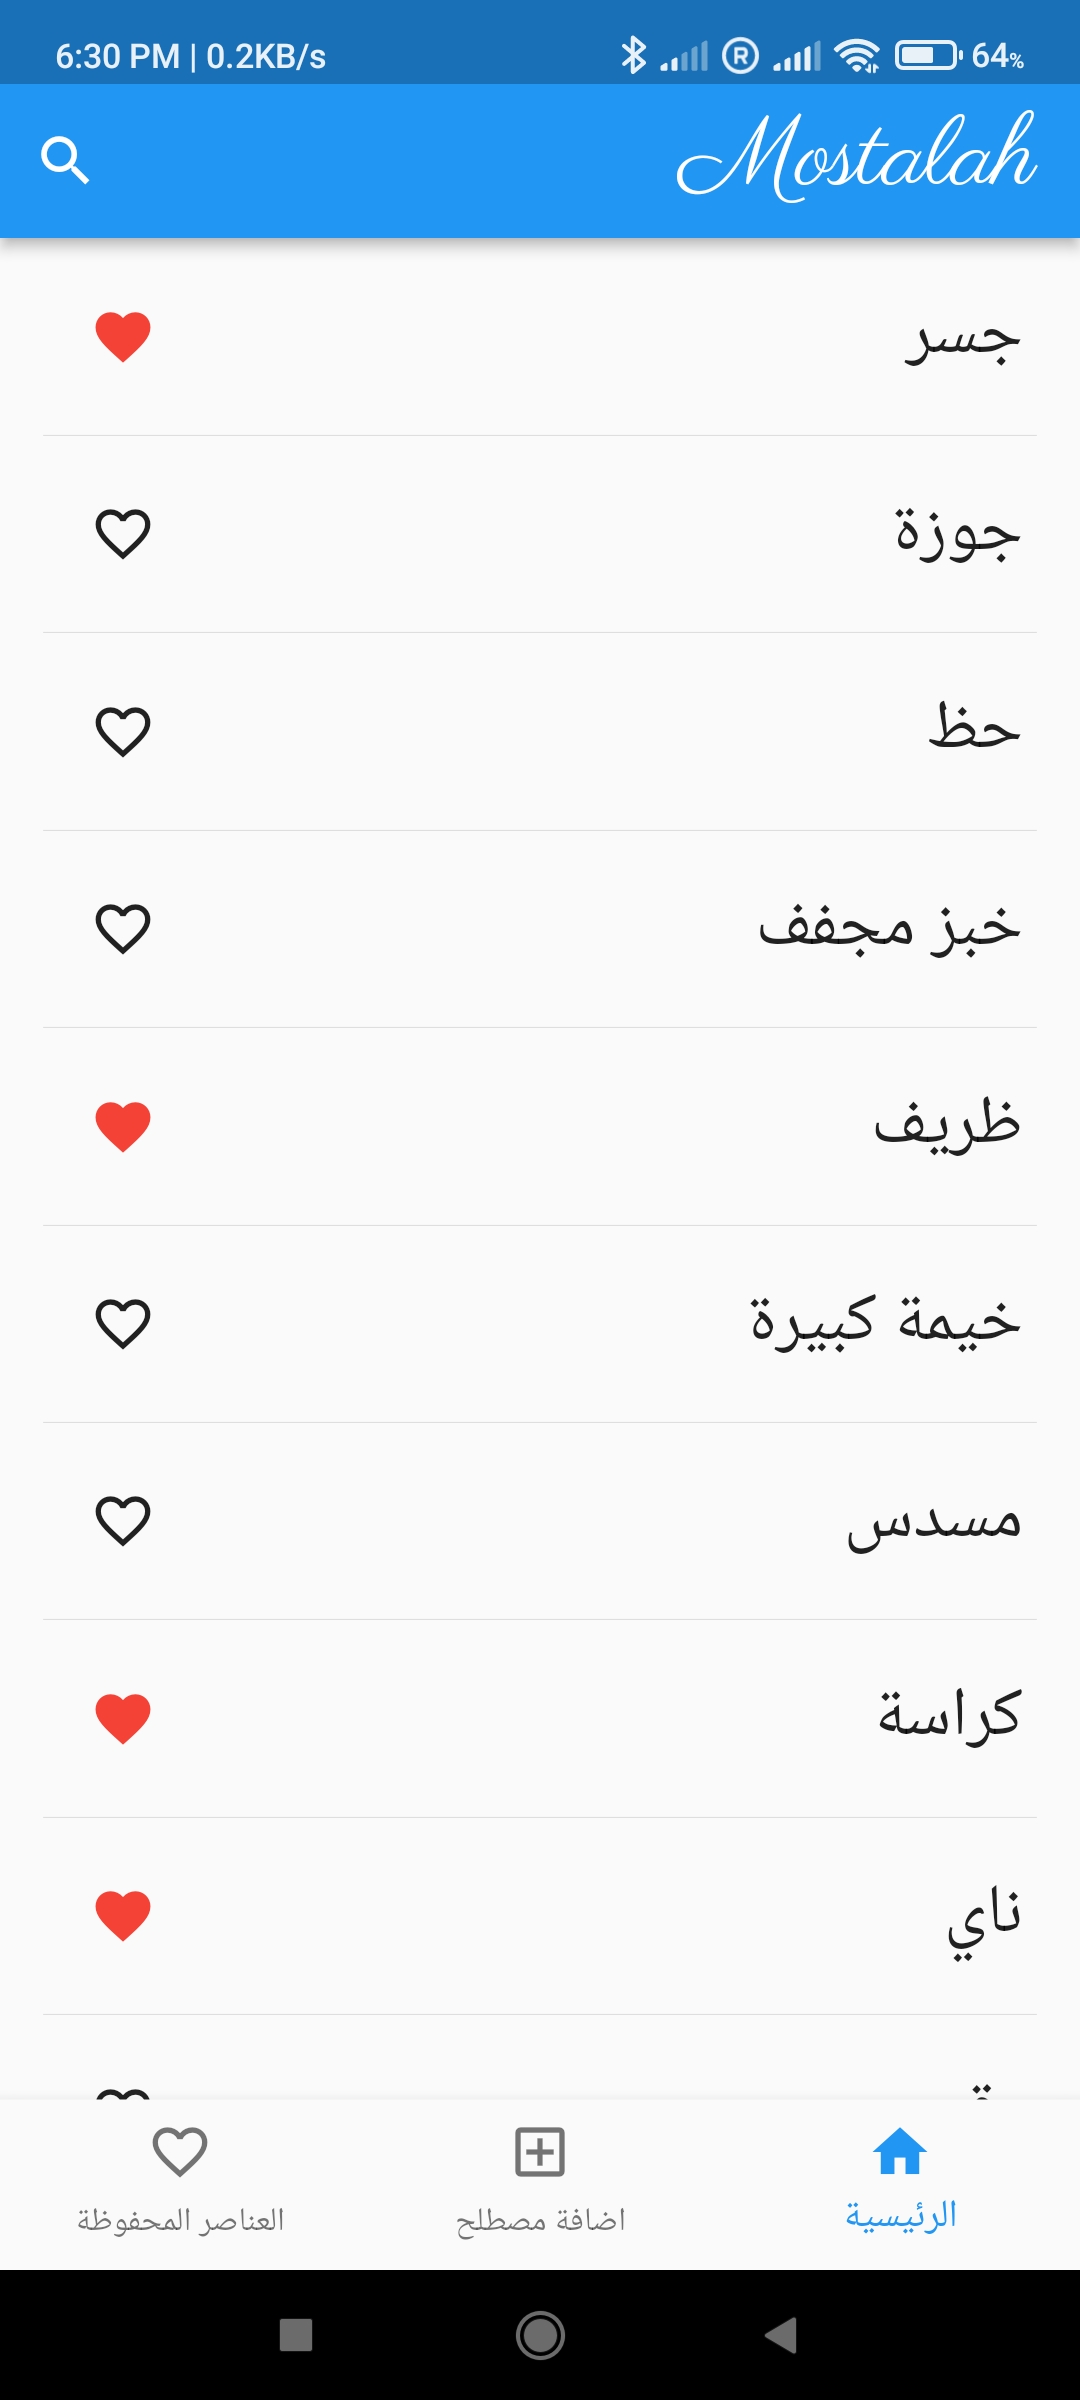 6:30 PM | 0.2KB/s
64%
Mostalah
جسر
جوزة
حظ
خبز مجفف
ظريف
خيمة كبيرة
مسدس
كراسة
ناي
الرئيسية
اضافة مصطلح
العناصر المحفوظة